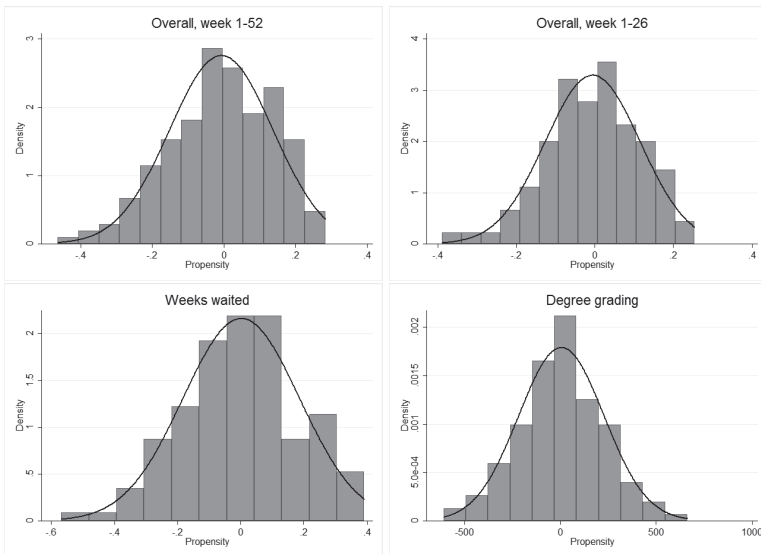 Overall, week 1-52
Density
0 1 2 3
-.4 -.2 0 .2 .4
Propensity
Overall, week 1-26
Density
0 1 2 3 4
-.4 -.2 0 .2 .4
Propensity
Weeks waited
Density
0 .5 1 1.5 2
-.6 -.4 -.2 0 .2 .4
Propensity
Degree grading
Density
0 5.0e-04 .001 .0015 .002
-500 0 500 1000
Propensity